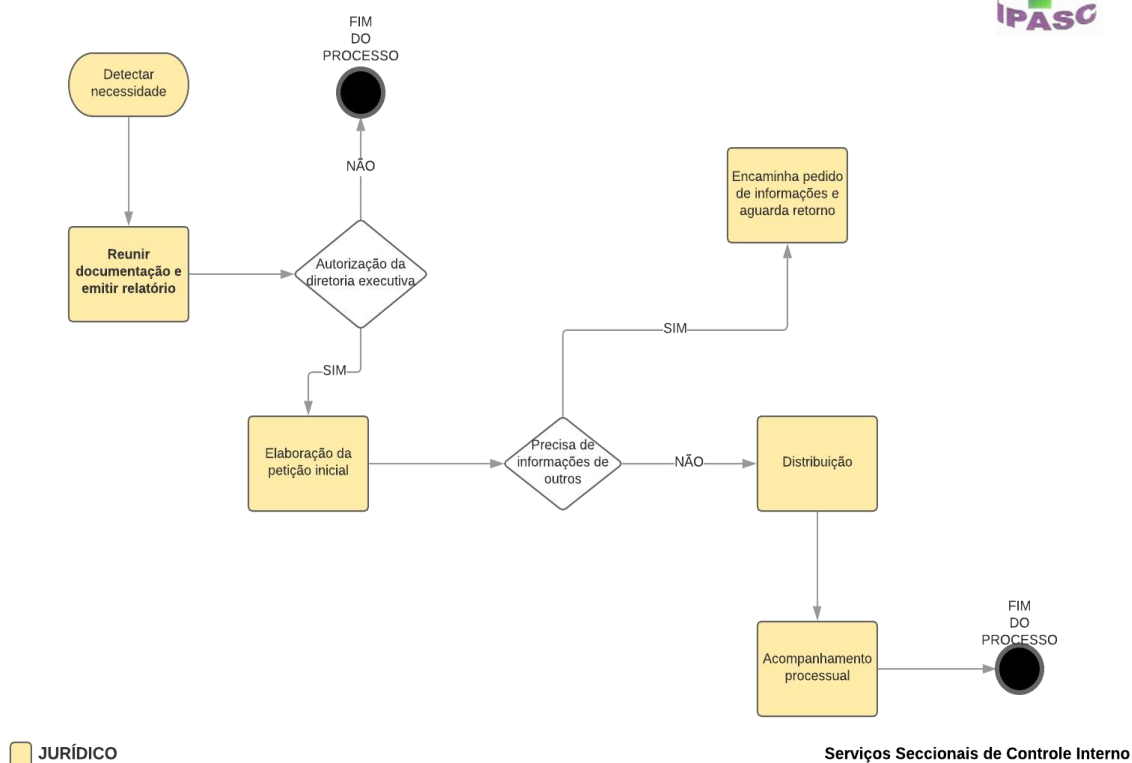 IPASC
FIM
DO
PROCESSO
Detectar
necessidade
NÃO
Encaminha pedido
de informações e
aguarda retorno
Reunir
documentação e
emitir relatório
Autorização da
diretoria executiva
SIM
SIM
Elaboração da
petição inicial
Precisa de
informações de
outros
NÃO
Distribuição
FIM
DO
PROCESSO
Acompanhamento
processual
JURÍDICO
Serviços Seccionais de Controle Interno